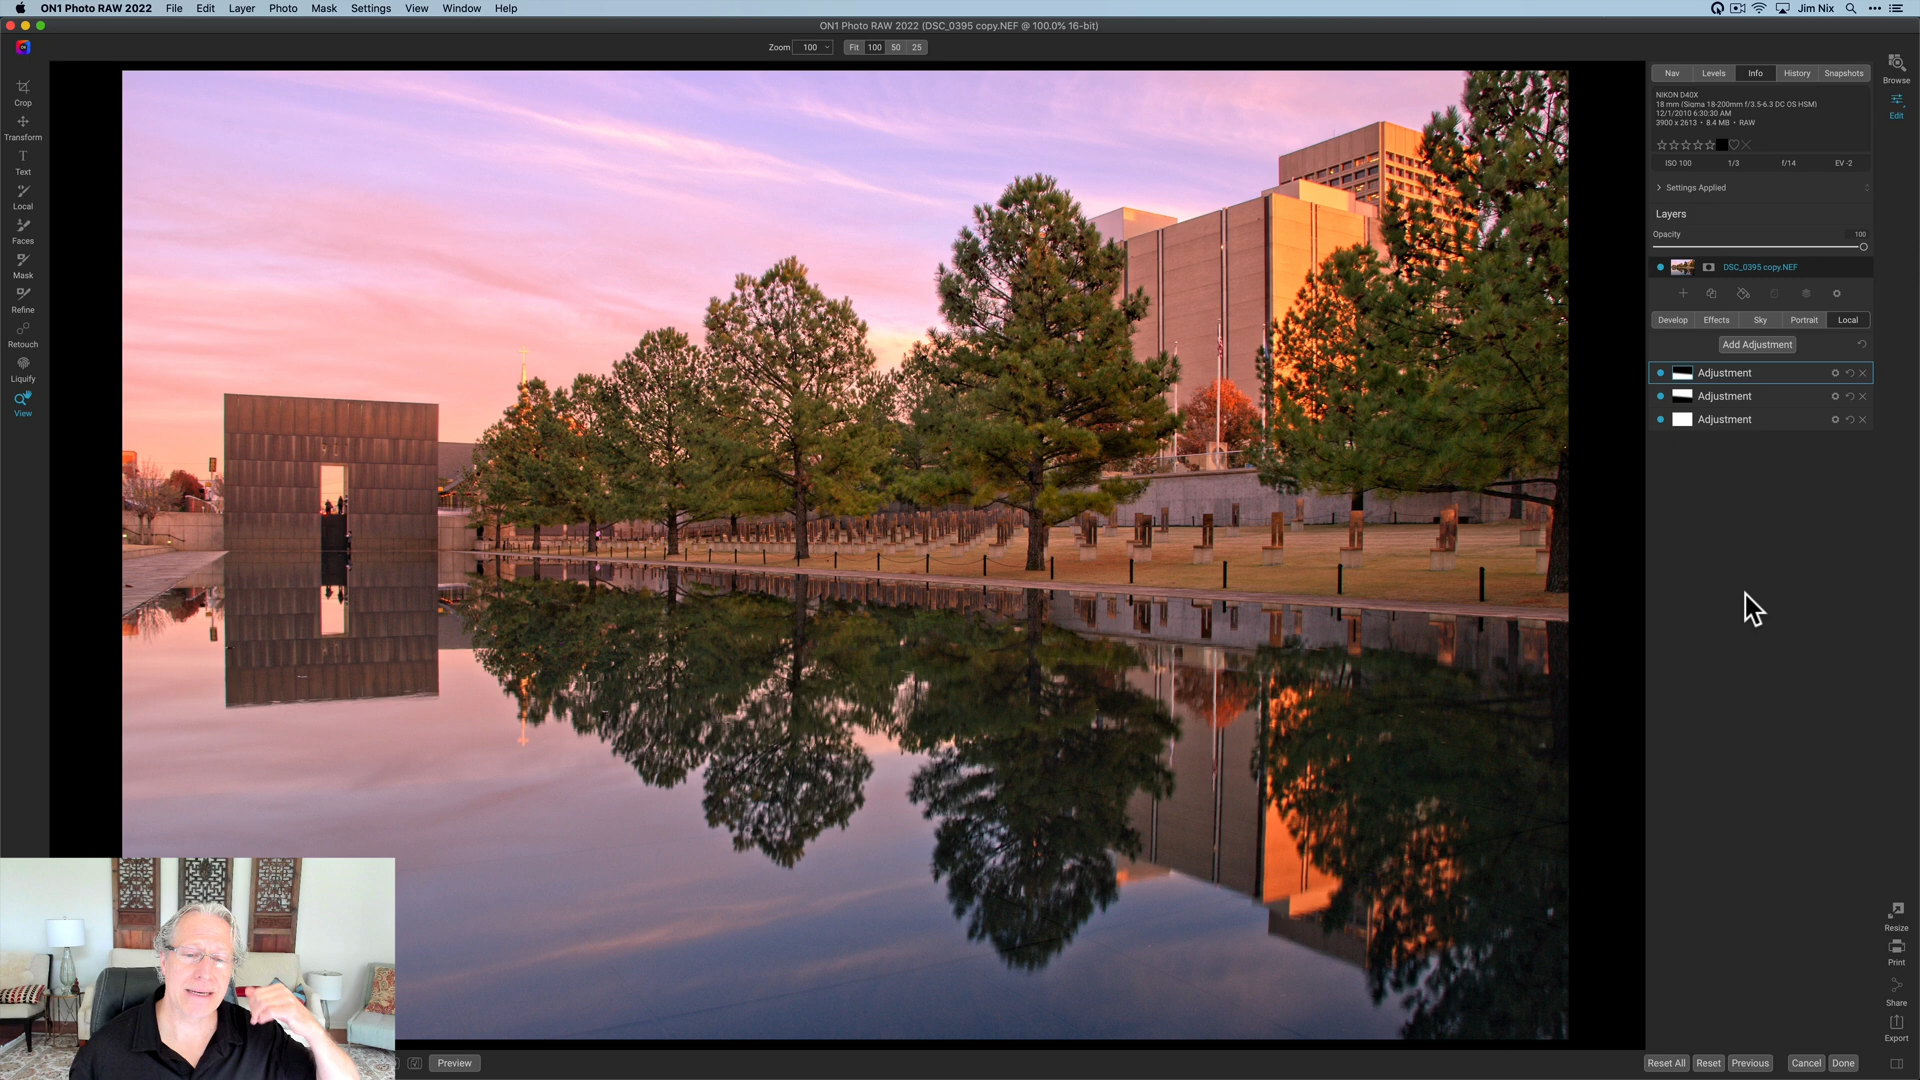 ON1 Photo RAW 2022 File Edit Layer Photo Mask Settings View Window Help Jim Nix
ON1 Photo RAW 2022 (DSC_0395 copy.NEF @ 100.0% 16-bit)
Zoom 100 Fit 100 50 25
Crop
Transform
Text
Local
Faces
Mask
Refine
Retouch
Liquify
View
9:01
Preview
Nav Levels Info History Snapshots
NIKON D40X
18 mm (Sigma 18-200mm f/3.5-6.3 DC OS HSM)
12/1/2010 6:30:30 AM
3900 x 2613 • 8.4 MB • RAW
ISO 100 1/3 f/14 EV -2
Settings Applied
Layers
Opacity 100
DSC_0395 copy.NEF
Develop Effects Sky Portrait Local
Add Adjustment
Adjustment
Adjustment
Adjustment
Reset All Reset Previous Cancel Done
Browse
Edit
Resize
Print
Share
Export